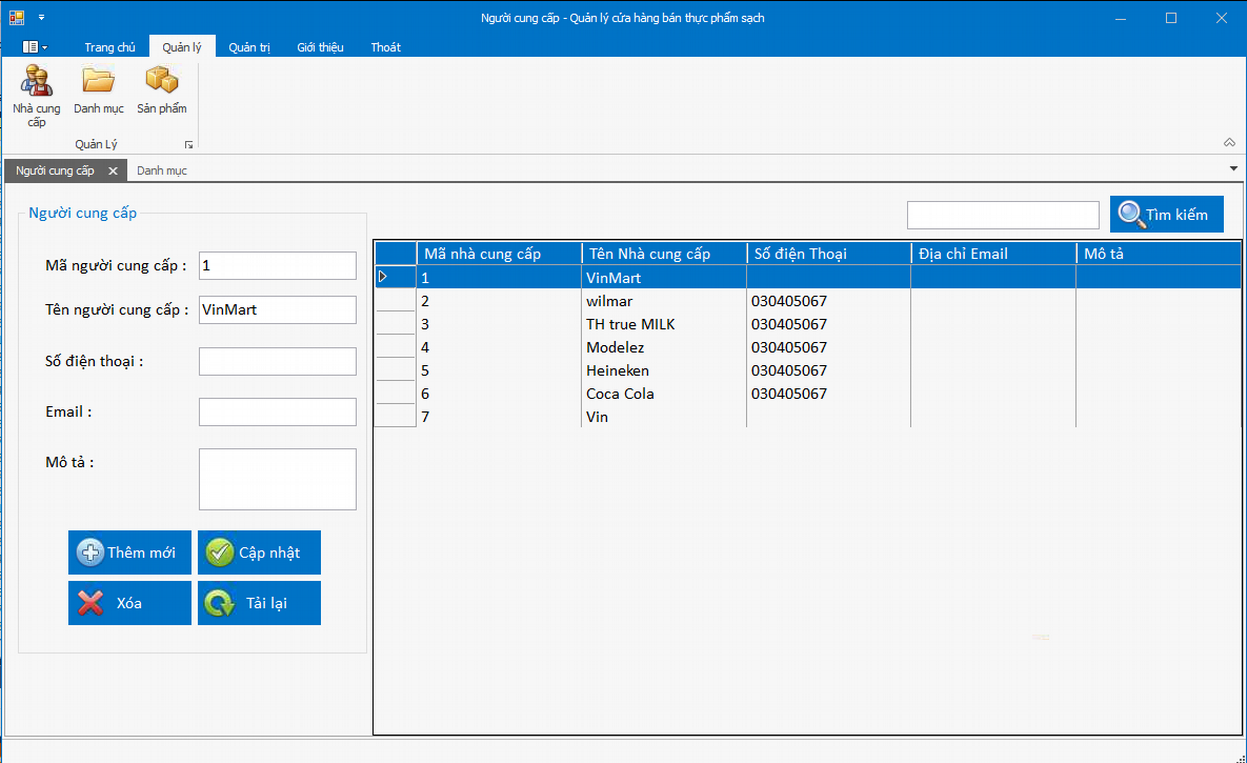 Người cung cấp - Quản lý cửa hàng bán thực phẩm sạch
Trang chủ Quản lý Quản trị Giới thiệu Thoát
Nhà cung cấp
Danh mục
Sản phẩm
Quản Lý
Người cung cấp Danh mục
Người cung cấp
Mã người cung cấp : 1
Tên người cung cấp : VinMart
Số điện thoại :
Email :
Mô tả :
Thêm mới Cập nhật
Xóa Tải lại
Tìm kiếm
Mã nhà cung cấp Tên Nhà cung cấp Số điện Thoại Địa chỉ Email Mô tả
1 VinMart
2 wilmar 030405067
3 TH true MILK 030405067
4 Modelez 030405067
5 Heineken 030405067
6 Coca Cola 030405067
7 Vin